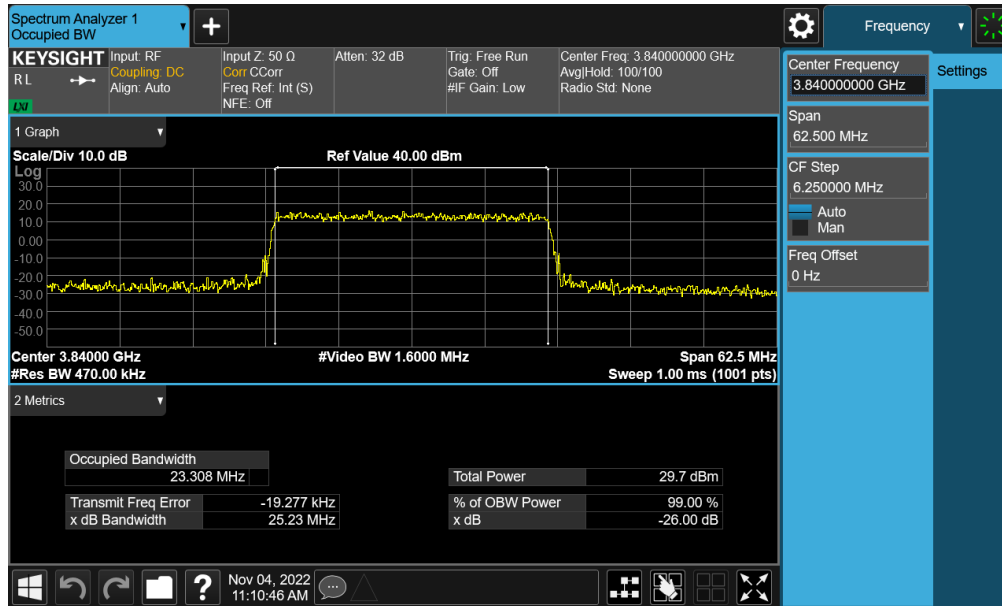 Spectrum Analyzer 1
Occupied BW
+
Frequency
KEYSIGHT
R L
LXI
Input: RF
Coupling: DC
Align: Auto
Input Z: 50 Ω
Corr CCorr
Freq Ref: Int (S)
NFE: Off
Atten: 32 dB
Trig: Free Run
Gate: Off
#IF Gain: Low
Center Freq: 3.840000000 GHz
Avg|Hold: 100/100
Radio Std: None
Center Frequency
3.840000000 GHz
Settings
Span
62.500 MHz
CF Step
6.250000 MHz
Auto
Man
Freq Offset
0 Hz
1 Graph
Scale/Div 10.0 dB
Ref Value 40.00 dBm
Log
30.0
20.0
10.0
0.00
-10.0
-20.0
-30.0
-40.0
-50.0
Center 3.84000 GHz
#Video BW 1.6000 MHz
Span 62.5 MHz
#Res BW 470.00 kHz
Sweep 1.00 ms (1001 pts)
2 Metrics
Occupied Bandwidth
23.308 MHz
Total Power 29.7 dBm
Transmit Freq Error -19.277 kHz
% of OBW Power 99.00 %
x dB Bandwidth 25.23 MHz
x dB -26.00 dB
?
Nov 04, 2022
11:10:46 AM